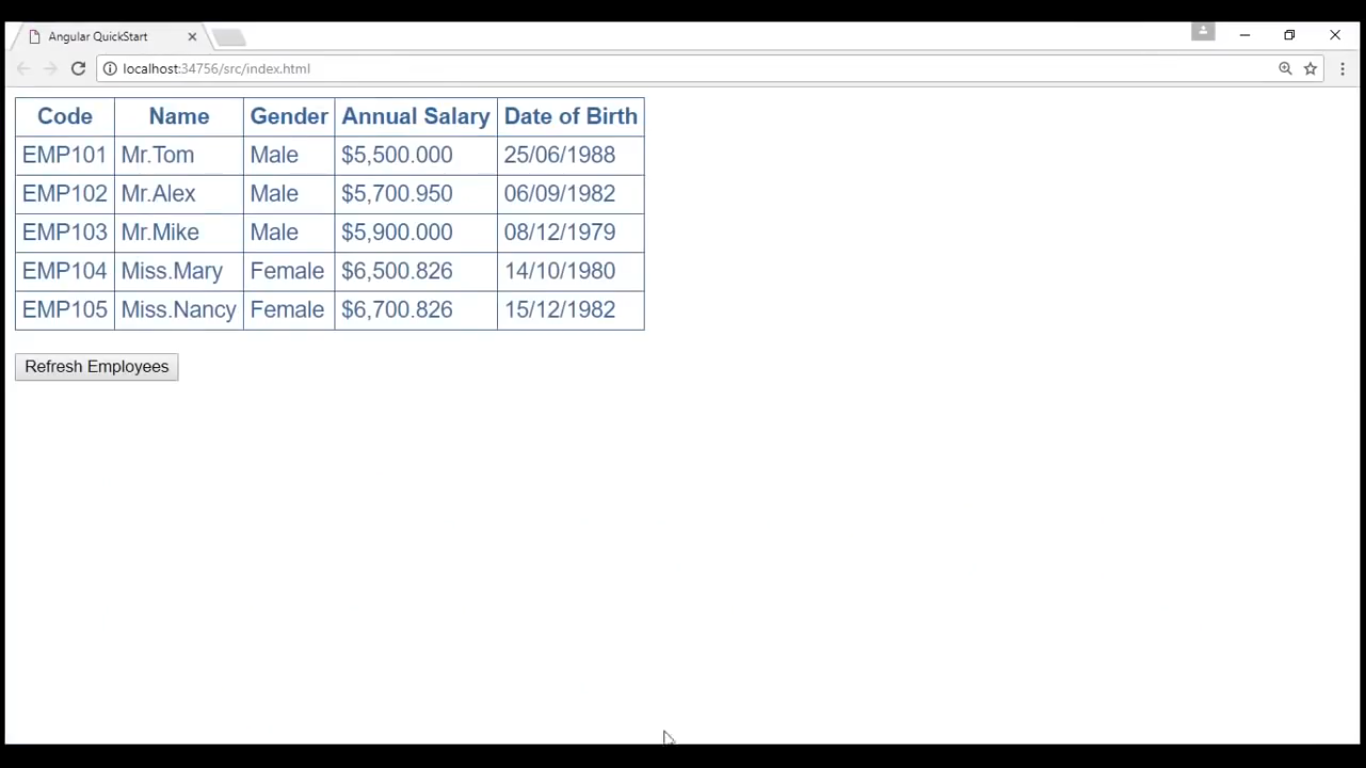 Angular QuickStart
localhost:34756/src/index.html
Code Name Gender Annual Salary Date of Birth
EMP101 Mr.Tom Male $5,500.000 25/06/1988
EMP102 Mr.Alex Male $5,700.950 06/09/1982
EMP103 Mr.Mike Male $5,900.000 08/12/1979
EMP104 Miss.Mary Female $6,500.826 14/10/1980
EMP105 Miss.Nancy Female $6,700.826 15/12/1982
Refresh Employees